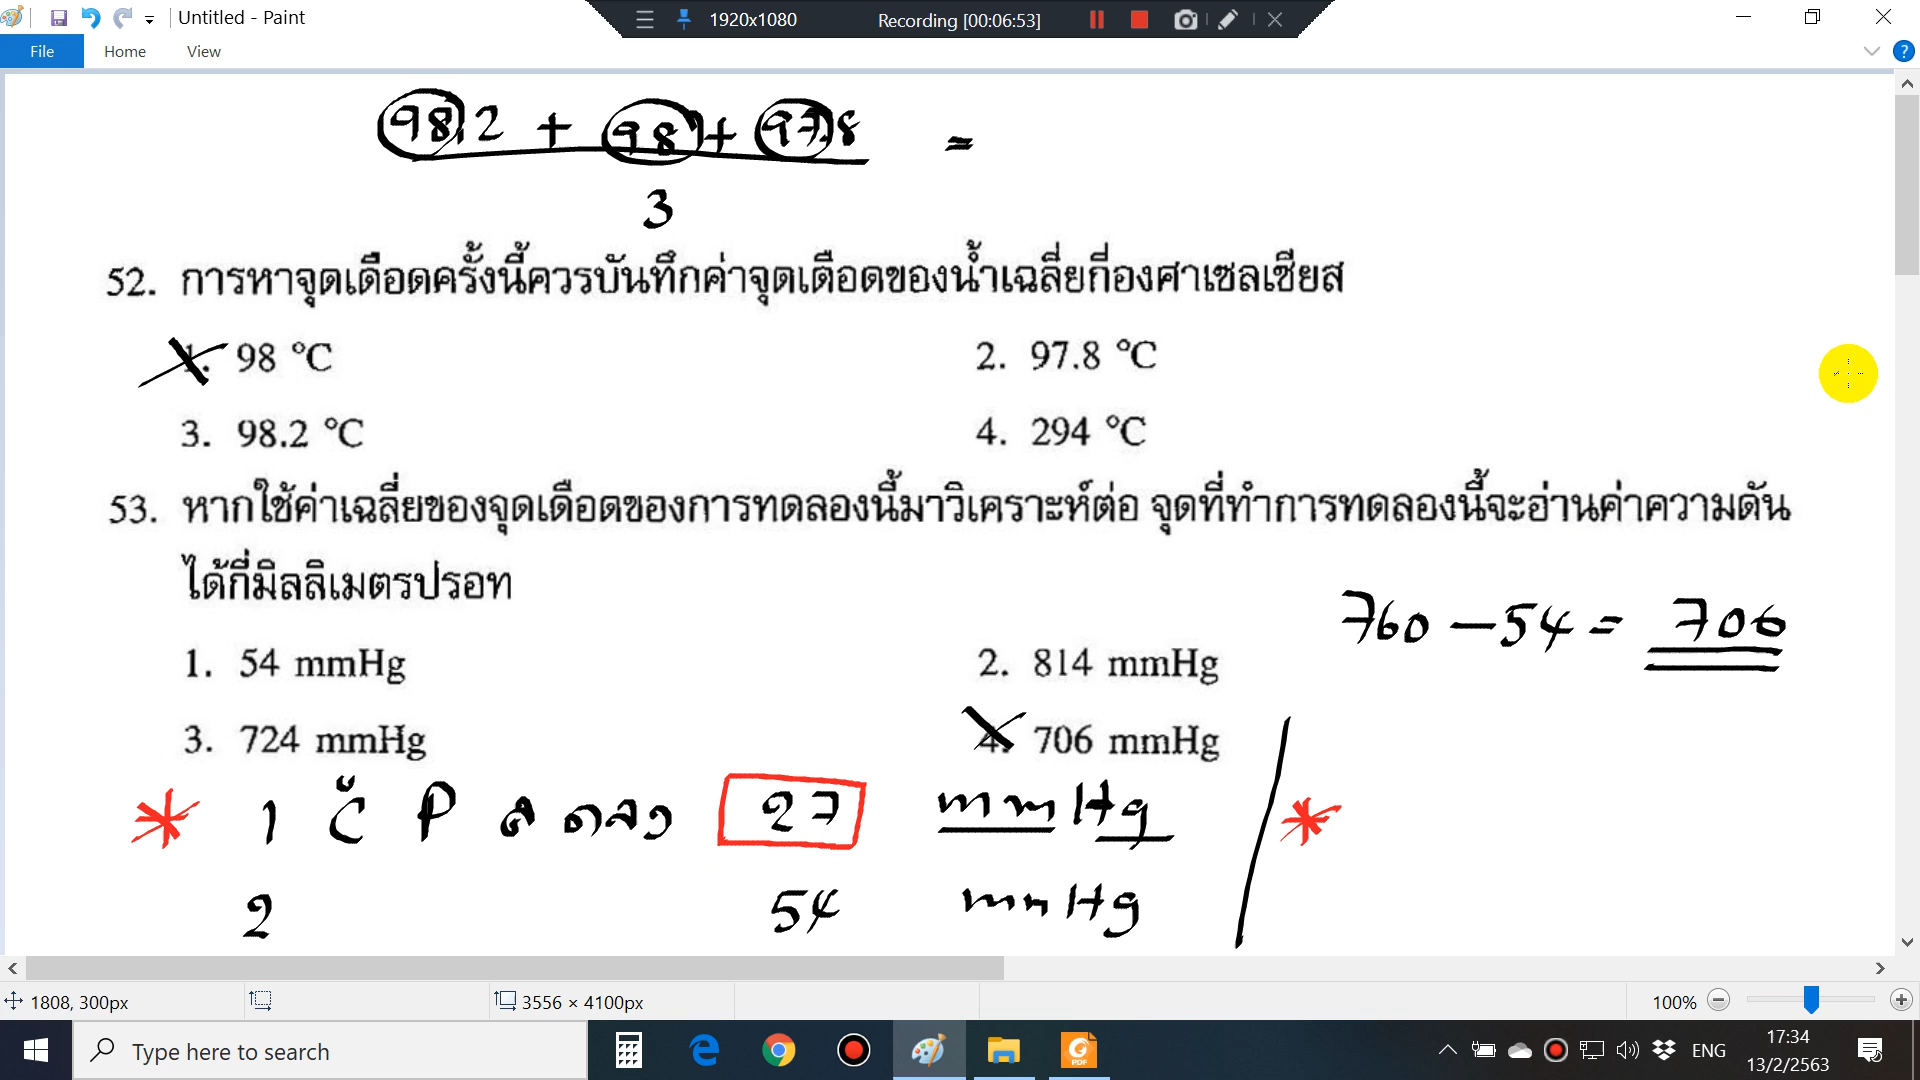 Untitled - Paint
1920x1080 Recording [00:06:53]
File Home View
98.2 + 98 + 97.8 =
3
52. การหาจุดเดือดครั้งนี้ควรบันทึกค่าจุดเดือดของน้ำเฉลี่ยกี่องศาเซลเซียส
1. 98 °C 2. 97.8 °C
3. 98.2 °C 4. 294 °C
53. หากใช้ค่าเฉลี่ยของจุดเดือดของการทดลองนี้มาวิเคราะห์ต่อ จุดที่ทำการทดลองนี้จะอ่านค่าความดัน
ได้กี่มิลลิเมตรปรอท
760 - 54 = 706
1. 54 mmHg 2. 814 mmHg
3. 724 mmHg 4. 706 mmHg
* 1 °C P ลดลง 27 mmHg *
2 54 mmHg
1808, 300px 3556 × 4100px 100%
Type here to search
ENG 17:34
13/2/2563